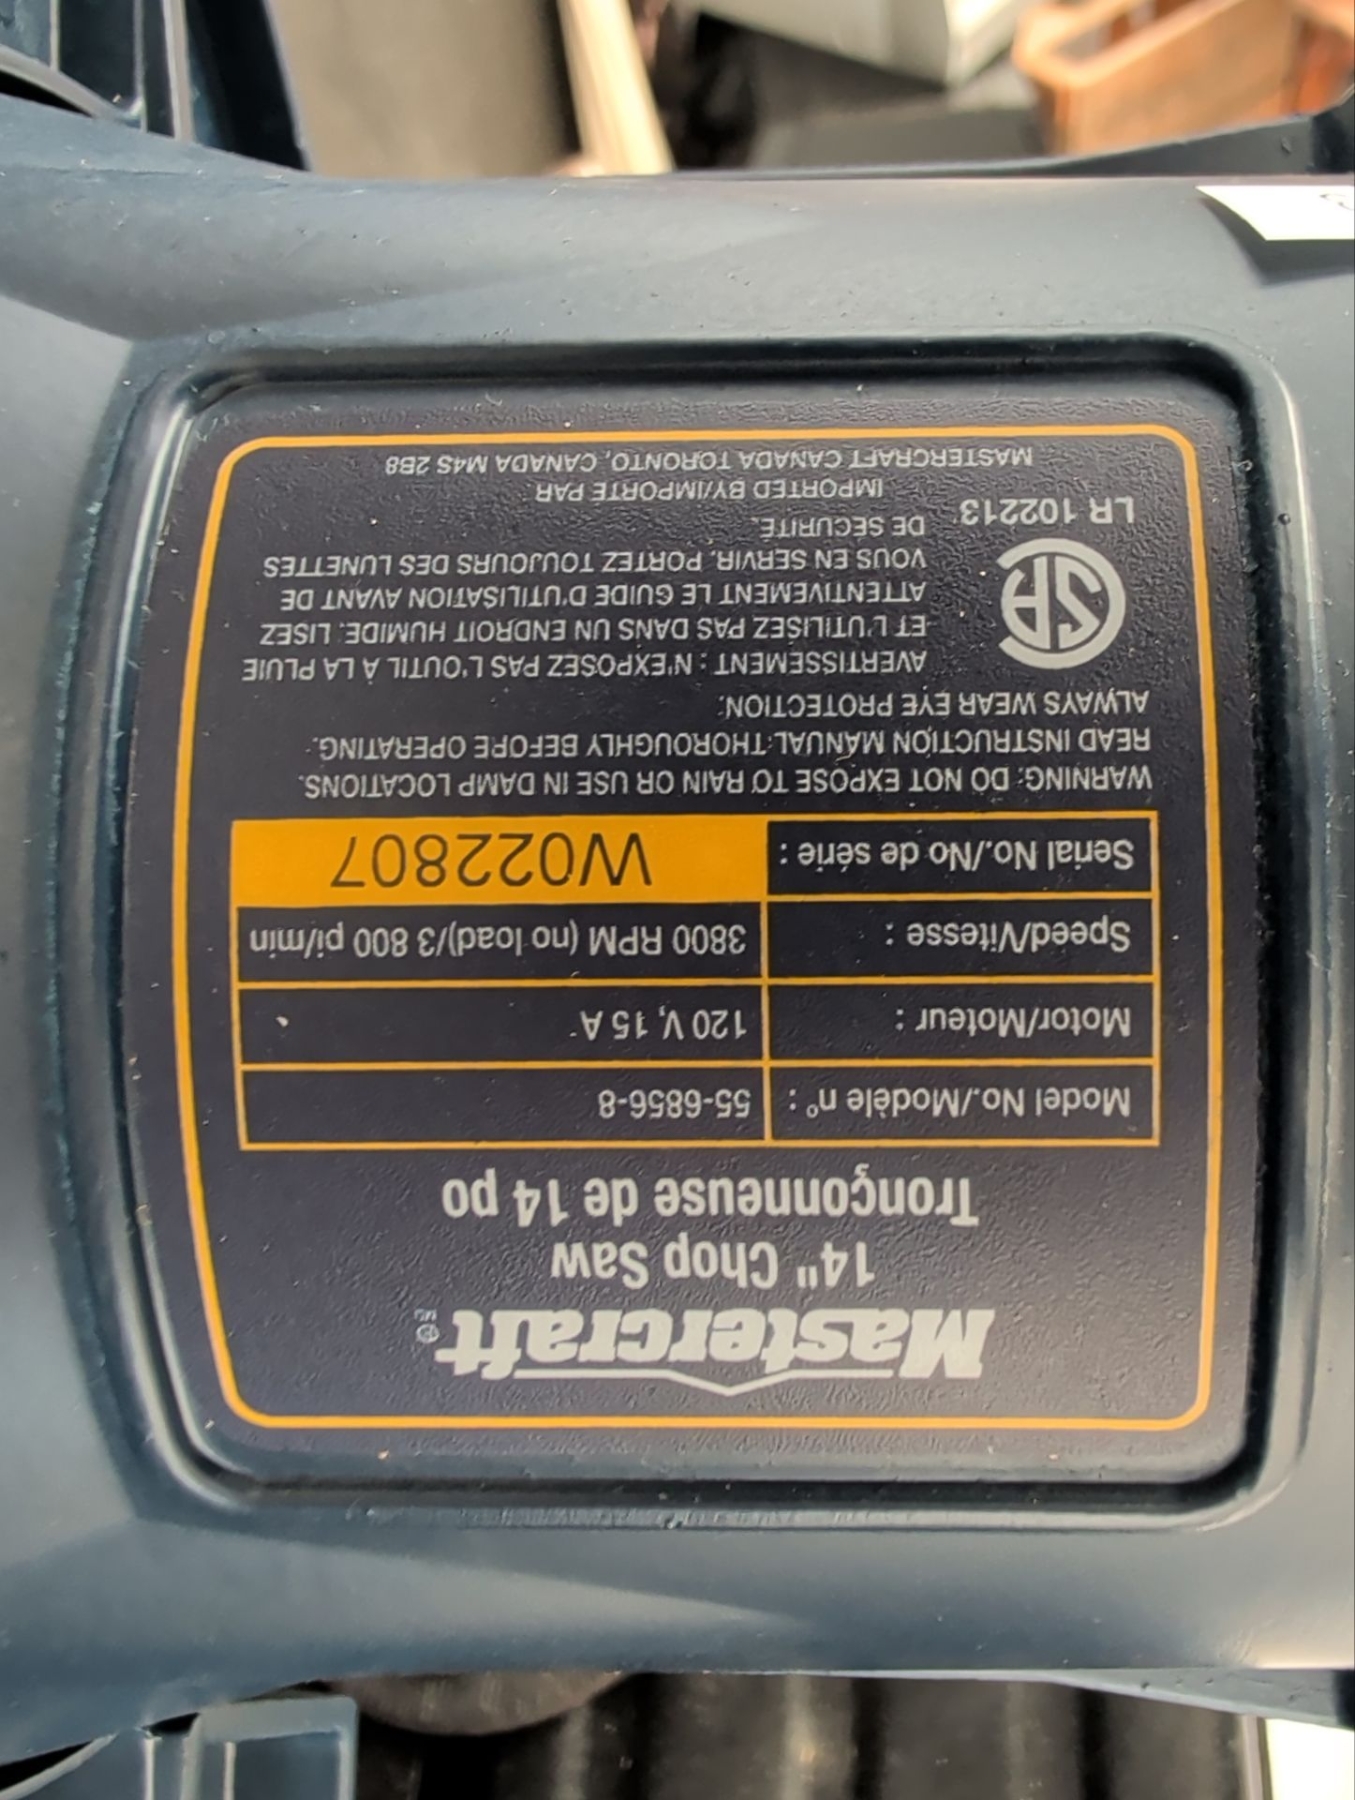 Mastercraft®
MD
14" Chop Saw
Tronçonneuse de 14 po
Model No./Modèle nº : 55-6856-8
Motor/Moteur : 120 V, 15 A
Speed/Vitesse : 3800 RPM (no load)/3 800 pi/min
Serial No./No de série : W022807
WARNING: DO NOT EXPOSE TO RAIN OR USE IN DAMP LOCATIONS.
READ INSTRUCTION MANUAL THOROUGHLY BEFORE OPERATING.
ALWAYS WEAR EYE PROTECTION.
AVERTISSEMENT : N'EXPOSEZ PAS L'OUTIL À LA PLUIE
ET L'UTILISEZ PAS DANS UN ENDROIT HUMIDE. LISEZ
ATTENTIVEMENT LE GUIDE D'UTILISATION AVANT DE
VOUS EN SERVIR. PORTEZ TOUJOURS DES LUNETTES
DE SÉCURITÉ.
SA
LR 102213
IMPORTED BY/IMPORTÉ PAR
MASTERCRAFT CANADA TORONTO, CANADA M4S 2B8